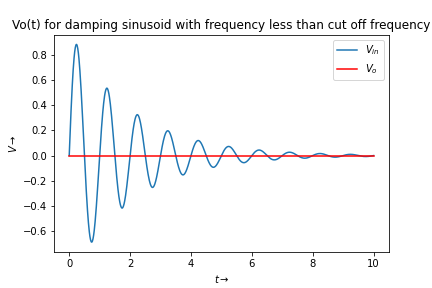 Vo(t) for damping sinusoid with frequency less than cut off frequency
V_in
V_o
V→
0.8
0.6
0.4
0.2
0.0
−0.2
−0.4
−0.6
0 2 4 6 8 10
t→